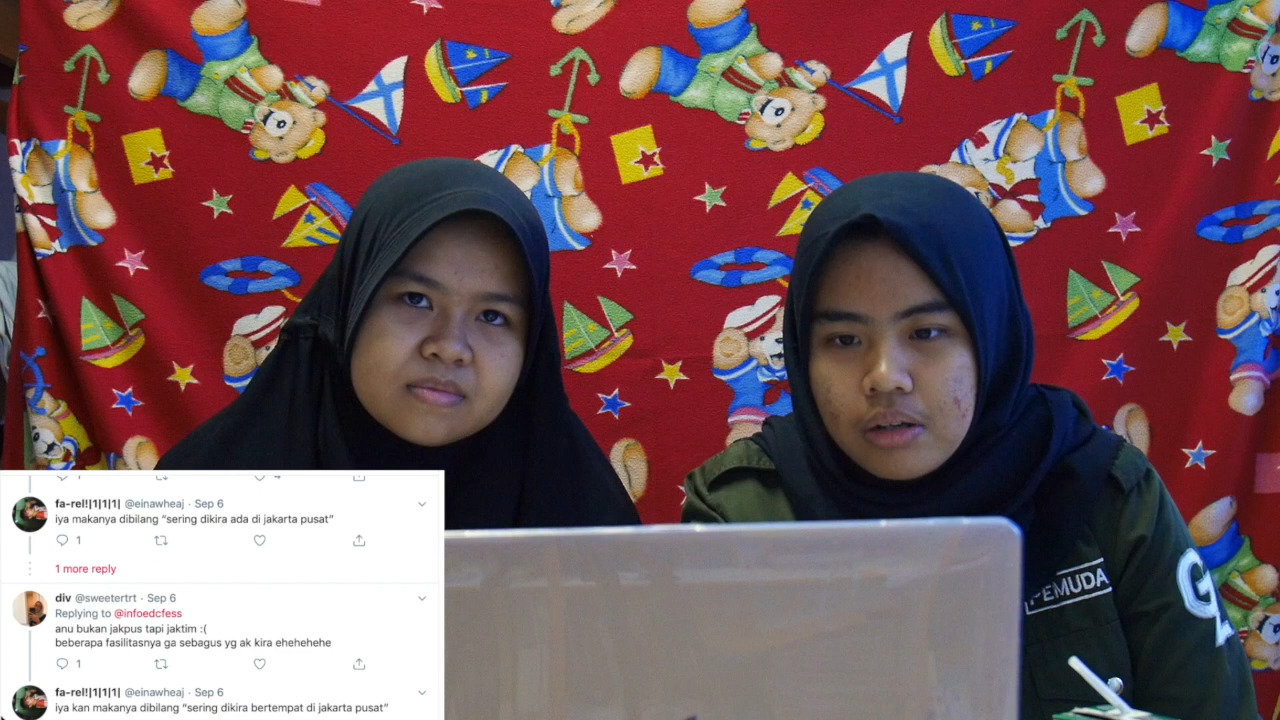 fa-rel!|1|1|1| @einawheaj · Sep 6
iya makanya dibilang “sering dikira ada di jakarta pusat”
1
1 more reply
div @sweetertrt · Sep 6
Replying to @infoedcfess
anu bukan jakpus tapi jaktim :(
beberapa fasilitasnya ga sebagus yg ak kira ehehehehe
1
fa-rel!|1|1|1| @einawheaj · Sep 6
iya kan makanya dibilang “sering dikira bertempat di jakarta pusat”
PEMUDA